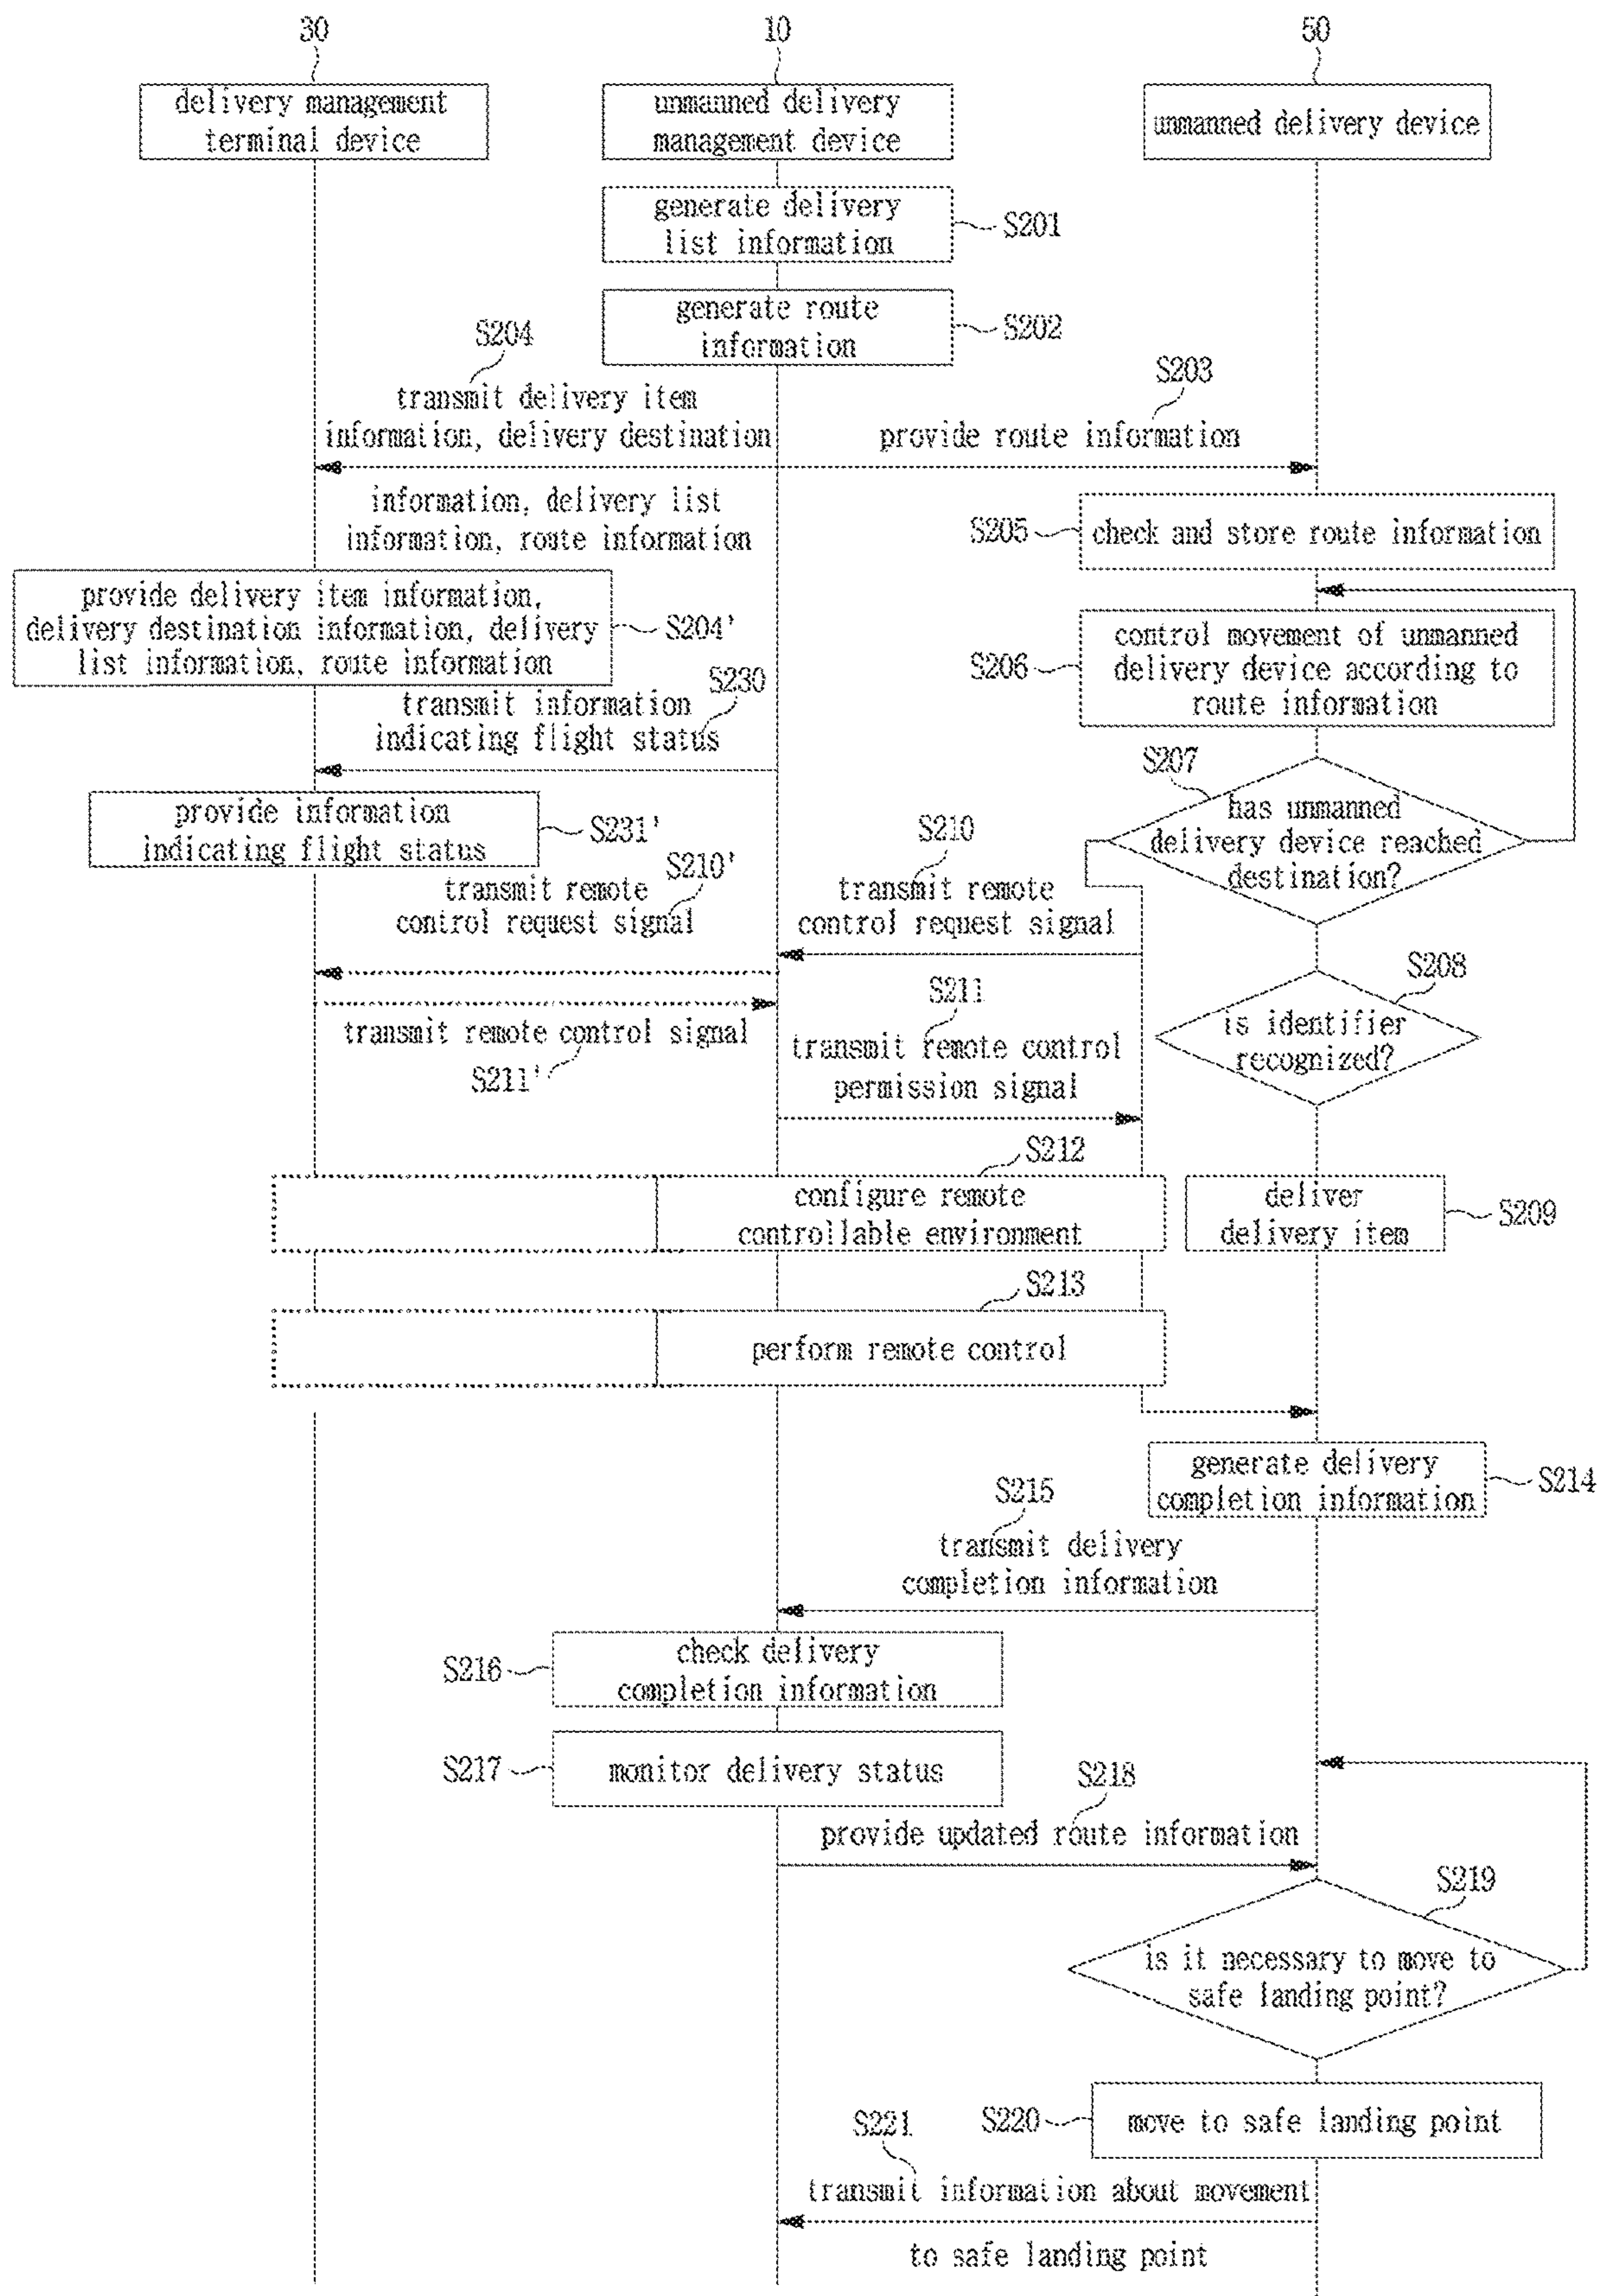 30
10
50
delivery management
terminal device
unmanned delivery
management device
unmanned delivery device
generate delivery
list information
S201
generate route
information
S202
S204
transmit delivery item
information, delivery destination
information, delivery list
information, route information
S203
provide route information
S205
check and store route information
provide delivery item information,
delivery destination information, delivery
list information, route information
S204'
S206
control movement of unmanned
delivery device according to
route information
S230
transmit information
indicating flight status
S207
has unmanned
delivery device reached
destination?
provide information
indicating flight status
S231'
S210'
transmit remote
control request signal
S210
transmit remote
control request signal
S208
is identifier
recognized?
transmit remote control signal
S211'
S211
transmit remote control
permission signal
S212
configure remote
controllable environment
deliver
delivery item
S209
S213
perform remote control
generate delivery
completion information
S214
S215
transmit delivery
completion information
S216
check delivery
completion information
S217
monitor delivery status
S218
provide updated route information
S219
is it necessary to move to
safe landing point?
S220
move to safe landing point
S221
transmit information about movement
to safe landing point